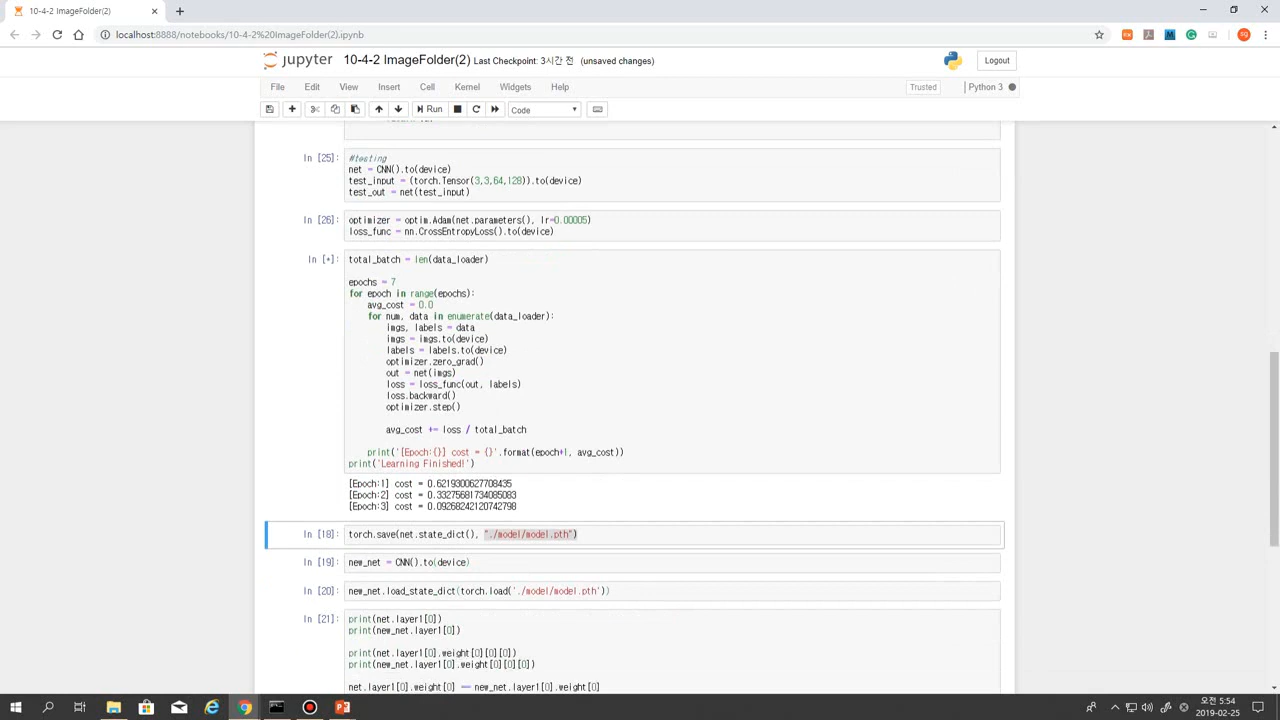 10-4-2 ImageFolder(2)
localhost:8888/notebooks/10-4-2%20ImageFolder(2).ipynb
jupyter 10-4-2 ImageFolder(2) Last Checkpoint: 3시간 전 (unsaved changes)
Logout
File Edit View Insert Cell Kernel Widgets Help
Trusted
Python 3
Run
Code
In [25]:
#testing
net = CNN().to(device)
test_input = (torch.Tensor(3,3,64,128)).to(device)
test_out = net(test_input)
In [26]:
optimizer = optim.Adam(net.parameters(), lr=0.00005)
loss_func = nn.CrossEntropyLoss().to(device)
In [*]:
total_batch = len(data_loader)
epochs = 7
for epoch in range(epochs):
avg_cost = 0.0
for num, data in enumerate(data_loader):
imgs, labels = data
imgs = imgs.to(device)
labels = labels.to(device)
optimizer.zero_grad()
out = net(imgs)
loss = loss_func(out, labels)
loss.backward()
optimizer.step()
avg_cost += loss / total_batch
print('[Epoch:{}] cost = {}'.format(epoch+1, avg_cost))
print('Learning Finished!')
[Epoch:1] cost = 0.6219300627708435
[Epoch:2] cost = 0.33275681734085083
[Epoch:3] cost = 0.09268242120742798
In [18]:
torch.save(net.state_dict(), "./model/model.pth")
In [19]:
new_net = CNN().to(device)
In [20]:
new_net.load_state_dict(torch.load('./model/model.pth'))
In [21]:
print(net.layer1[0])
print(new_net.layer1[0])
print(net.layer1[0].weight[0][0][0])
print(new_net.layer1[0].weight[0][0][0])
net.layer1[0].weight[0] == new_net.layer1[0].weight[0]
오전 5:54
2019-02-25